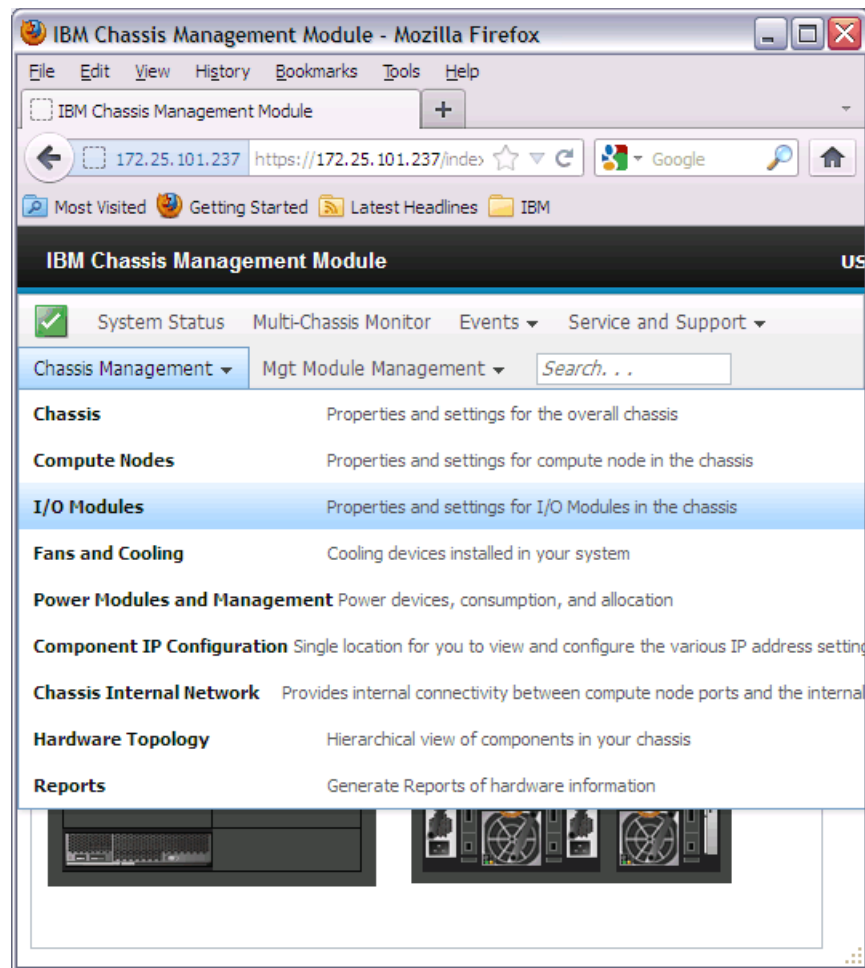 IBM Chassis Management Module - Mozilla Firefox
File Edit View History Bookmarks Tools Help
IBM Chassis Management Module +
172.25.101.237 https://172.25.101.237/index Google
Most Visited Getting Started Latest Headlines IBM
IBM Chassis Management Module US
System Status Multi-Chassis Monitor Events Service and Support
Chassis Management Mgt Module Management Search. . .
Chassis Properties and settings for the overall chassis
Compute Nodes Properties and settings for compute node in the chassis
I/O Modules Properties and settings for I/O Modules in the chassis
Fans and Cooling Cooling devices installed in your system
Power Modules and Management Power devices, consumption, and allocation
Component IP Configuration Single location for you to view and configure the various IP address setting
Chassis Internal Network Provides internal connectivity between compute node ports and the internal
Hardware Topology Hierarchical view of components in your chassis
Reports Generate Reports of hardware information